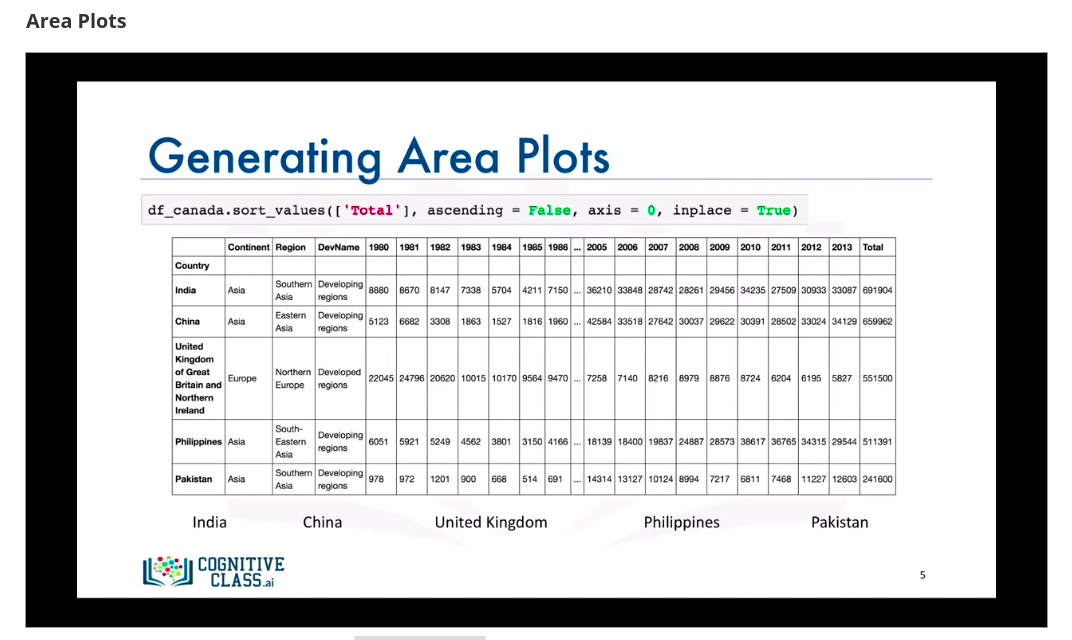 Area Plots
Generating Area Plots
df_canada.sort_values(['Total'], ascending = False, axis = 0, inplace = True)
Continent Region DevName 1980 1981 1982 1983 1984 1985 1986 ... 2005 2006 2007 2008 2009 2010 2011 2012 2013 Total
Country
India Asia Southern Asia Developing regions 8880 8670 8147 7338 5704 4211 7150 ... 36210 33848 28742 28261 29456 34235 27509 30933 33087 691904
China Asia Eastern Asia Developing regions 5123 6682 3308 1863 1527 1816 1960 ... 42584 33518 27642 30037 29622 30391 28502 33024 34129 659962
United Kingdom of Great Britain and Northern Ireland Europe Northern Europe Developed regions 22045 24796 20620 10015 10170 9564 9470 ... 7258 7140 8216 8979 8876 8724 6204 6195 5827 551500
Philippines Asia South-Eastern Asia Developing regions 6051 5921 5249 4562 3801 3150 4166 ... 18139 18400 19837 24887 28573 38617 36765 34315 29544 511391
Pakistan Asia Southern Asia Developing regions 978 972 1201 900 668 514 691 ... 14314 13127 10124 8994 7217 6811 7468 11227 12603 241600
India China United Kingdom Philippines Pakistan
COGNITIVE
CLASS.ai
5